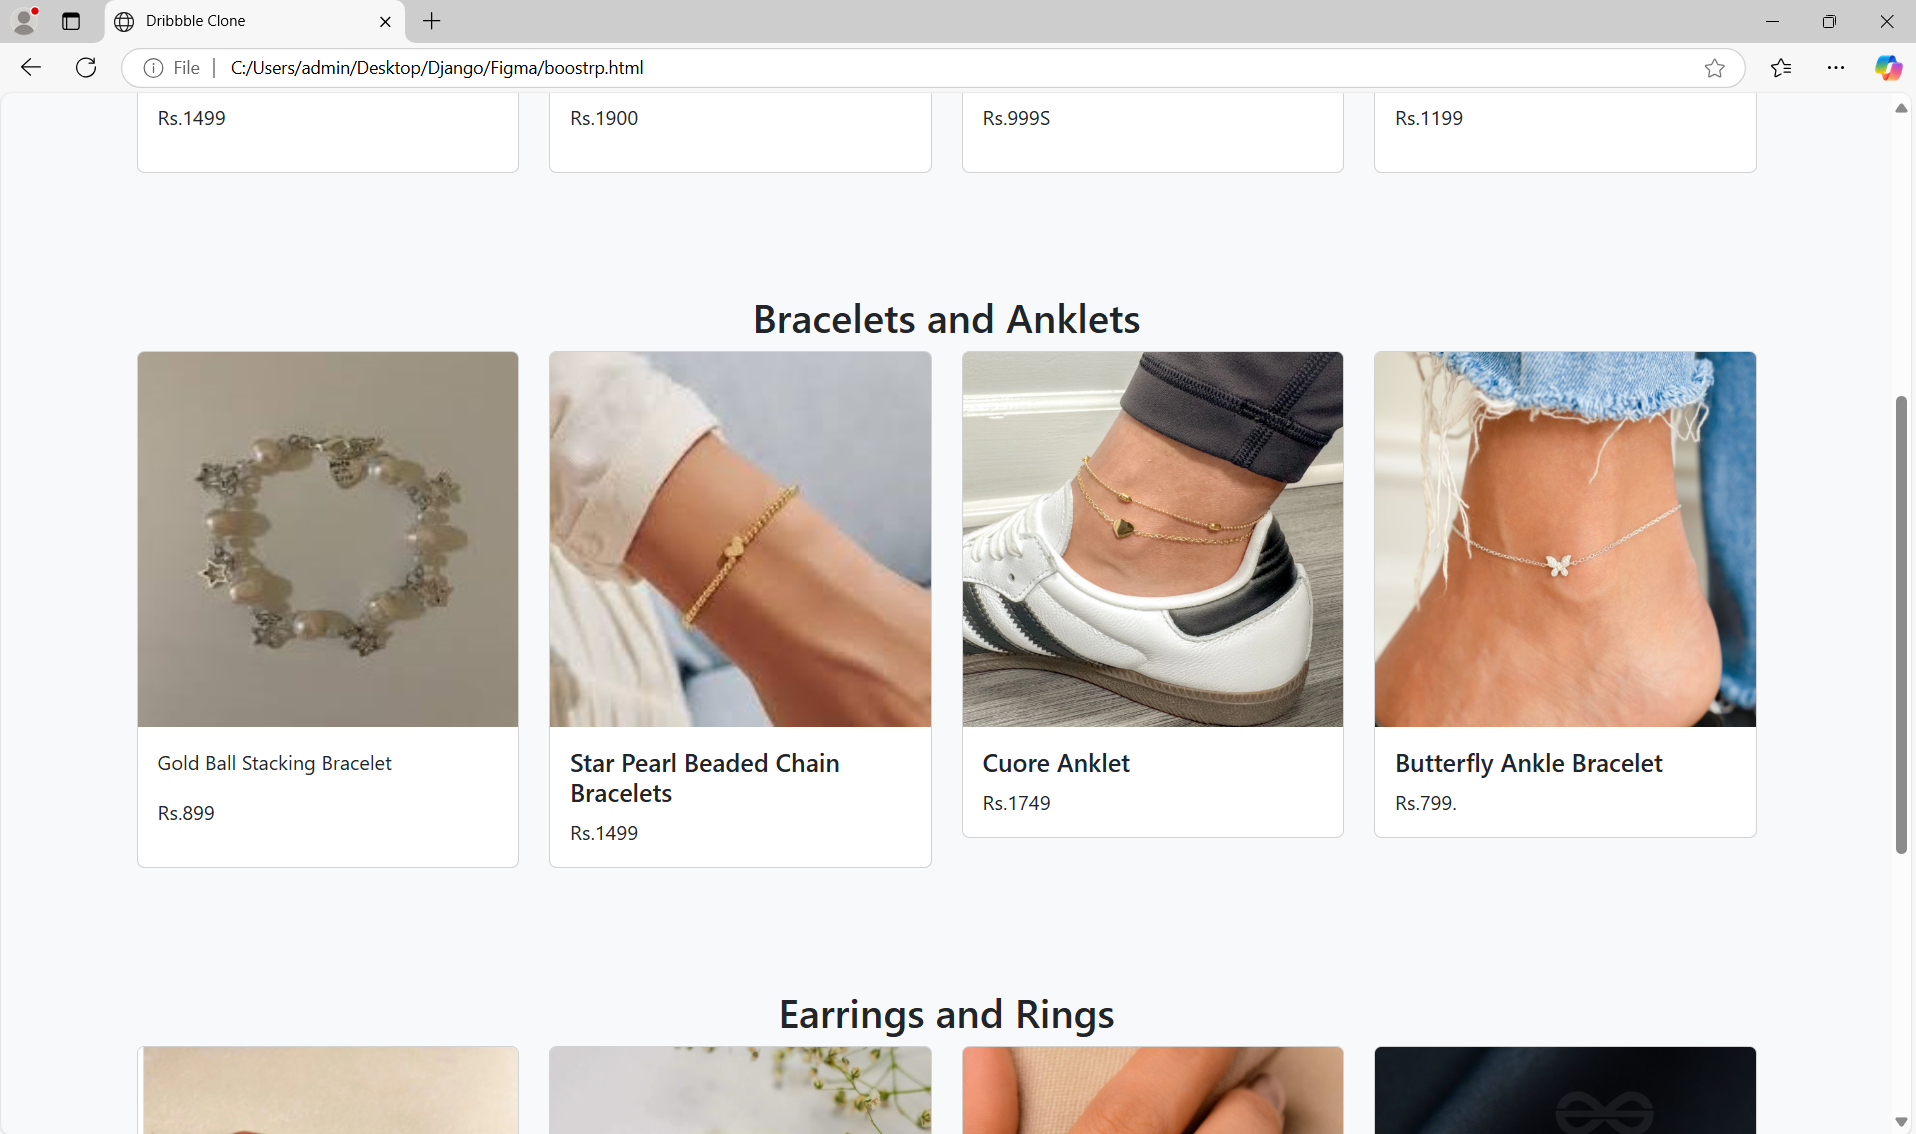 Dribbble Clone
File
C:/Users/admin/Desktop/Django/Figma/boostrp.html
Rs.1499
Rs.1900
Rs.999S
Rs.1199
Bracelets and Anklets
Gold Ball Stacking Bracelet
Rs.899
Star Pearl Beaded Chain
Bracelets
Rs.1499
Cuore Anklet
Rs.1749
Butterfly Ankle Bracelet
Rs.799.
Earrings and Rings